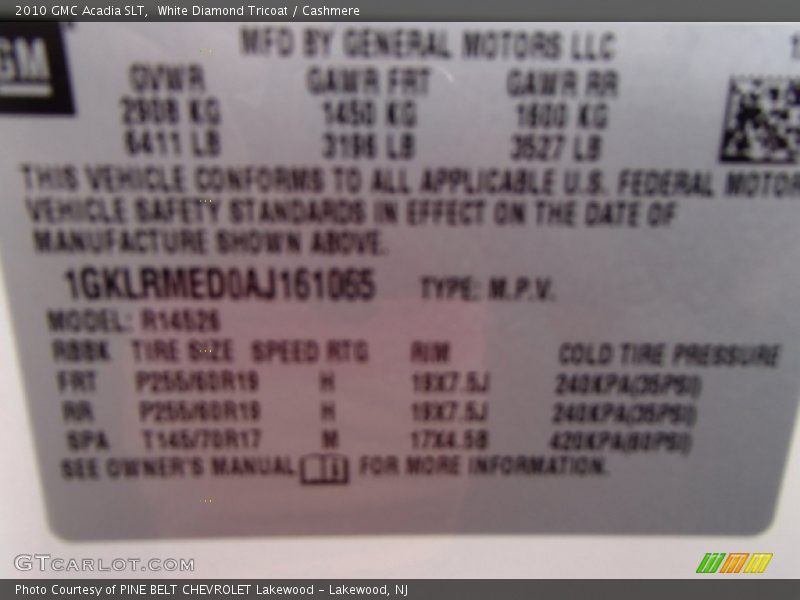 2010 GMC Acadia SLT, White Diamond Tricoat / Cashmere
GM
MFD BY GENERAL MOTORS LLC
GVWR GAWR FRT GAWR RR
2908 KG 1450 KG 1600 KG
6411 LB 3196 LB 3527 LB
THIS VEHICLE CONFORMS TO ALL APPLICABLE U.S. FEDERAL MOTOR
VEHICLE SAFETY STANDARDS IN EFFECT ON THE DATE OF
MANUFACTURE SHOWN ABOVE.
1GKLRMED0AJ161065 TYPE: M.P.V.
MODEL: R14526
TIRE SIZE SPEED RTG RIM COLD TIRE PRESSURE
FRT P255/60R19 H 19X7.5J 240KPA(35PSI)
RR P255/60R19 H 19X7.5J 240KPA(35PSI)
SPA T145/70R17 M 17X4.5B 420KPA(60PSI)
SEE OWNER'S MANUAL FOR MORE INFORMATION.
GTCARLOT.COM
Photo Courtesy of PINE BELT CHEVROLET Lakewood - Lakewood, NJ